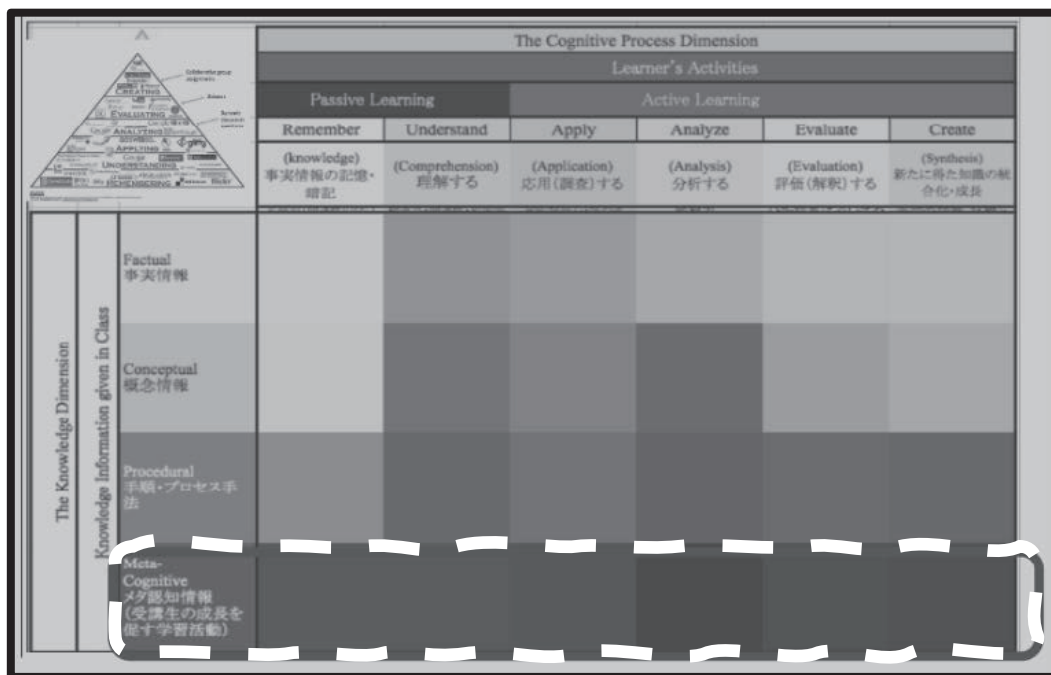 The Cognitive Process Dimension
Learner's Activities
Passive Learning
Active Learning
Remember
Understand
Apply
Analyze
Evaluate
Create
(knowledge)
事実情報の記憶・
暗記
(Comprehension)
理解する
(Application)
応用(調査)する
(Analysis)
分析する
(Evaluation)
評価(解釈)する
(Synthesis)
新たに得た知識の統
合化・成長
CREATING
EVALUATING
ANALYZING
APPLYING
UNDERSTANDING
The Knowledge Dimension
Knowledge Information given in Class
Factual
事実情報
Conceptual
概念情報
Procedural
手順・プロセス手
法
Meta-
Cognitive
メタ認知情報
(受講生の成長を
促す学習活動)